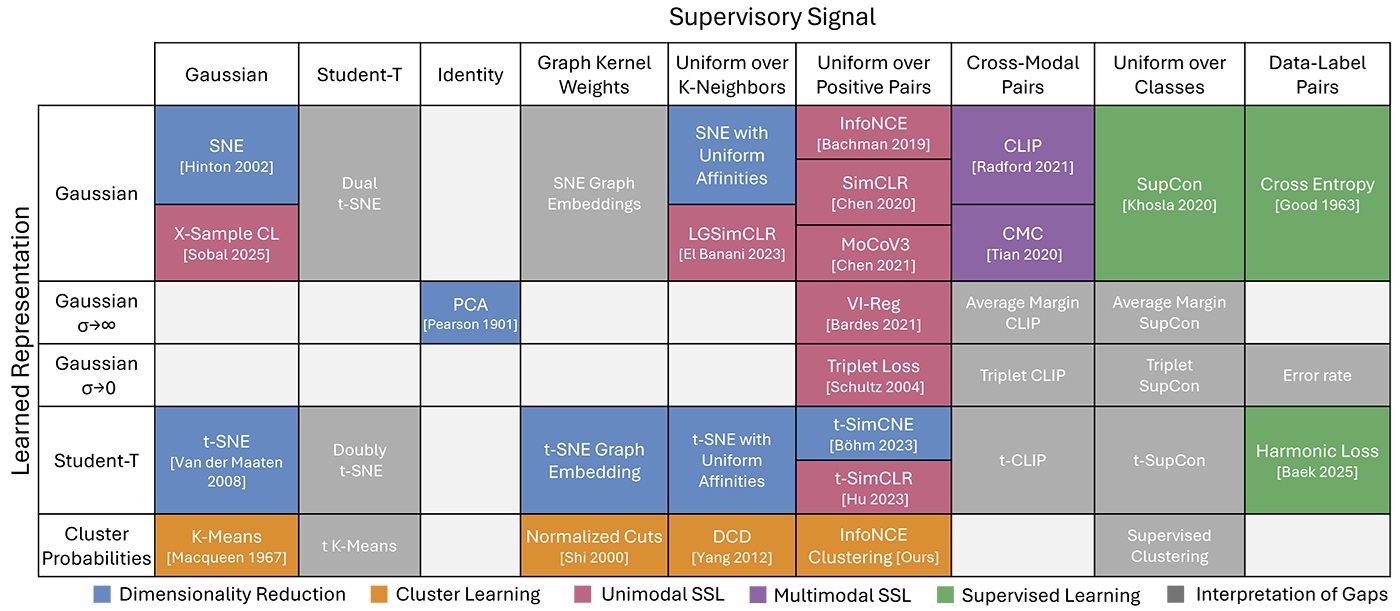 Supervisory Signal
Gaussian
Student-T
Identity
Graph Kernel
Weights
Uniform over
K-Neighbors
Uniform over
Positive Pairs
Cross-Modal
Pairs
Uniform over
Classes
Data-Label
Pairs
Learned Representation
Gaussian
SNE
[Hinton 2002]
X-Sample CL
[Sobal 2025]
Dual
t-SNE
SNE Graph
Embeddings
SNE with
Uniform
Affinities
LGSimCLR
[El Banani 2023]
InfoNCE
[Bachman 2019]
SimCLR
[Chen 2020]
MoCoV3
[Chen 2021]
CLIP
[Radford 2021]
CMC
[Tian 2020]
SupCon
[Khosla 2020]
Cross Entropy
[Good 1963]
Gaussian
σ→∞
PCA
[Pearson 1901]
VI-Reg
[Bardes 2021]
Average Margin
CLIP
Average Margin
SupCon
Gaussian
σ→0
Triplet Loss
[Schultz 2004]
Triplet CLIP
Triplet
SupCon
Error rate
Student-T
t-SNE
[Van der Maaten
2008]
Doubly
t-SNE
t-SNE Graph
Embedding
t-SNE with
Uniform
Affinities
t-SimCNE
[Böhm 2023]
t-SimCLR
[Hu 2023]
t-CLIP
t-SupCon
Harmonic Loss
[Baek 2025]
Cluster
Probabilities
K-Means
[Macqueen 1967]
t K-Means
Normalized Cuts
[Shi 2000]
DCD
[Yang 2012]
InfoNCE
Clustering [Ours]
Supervised
Clustering
Dimensionality Reduction
Cluster Learning
Unimodal SSL
Multimodal SSL
Supervised Learning
Interpretation of Gaps